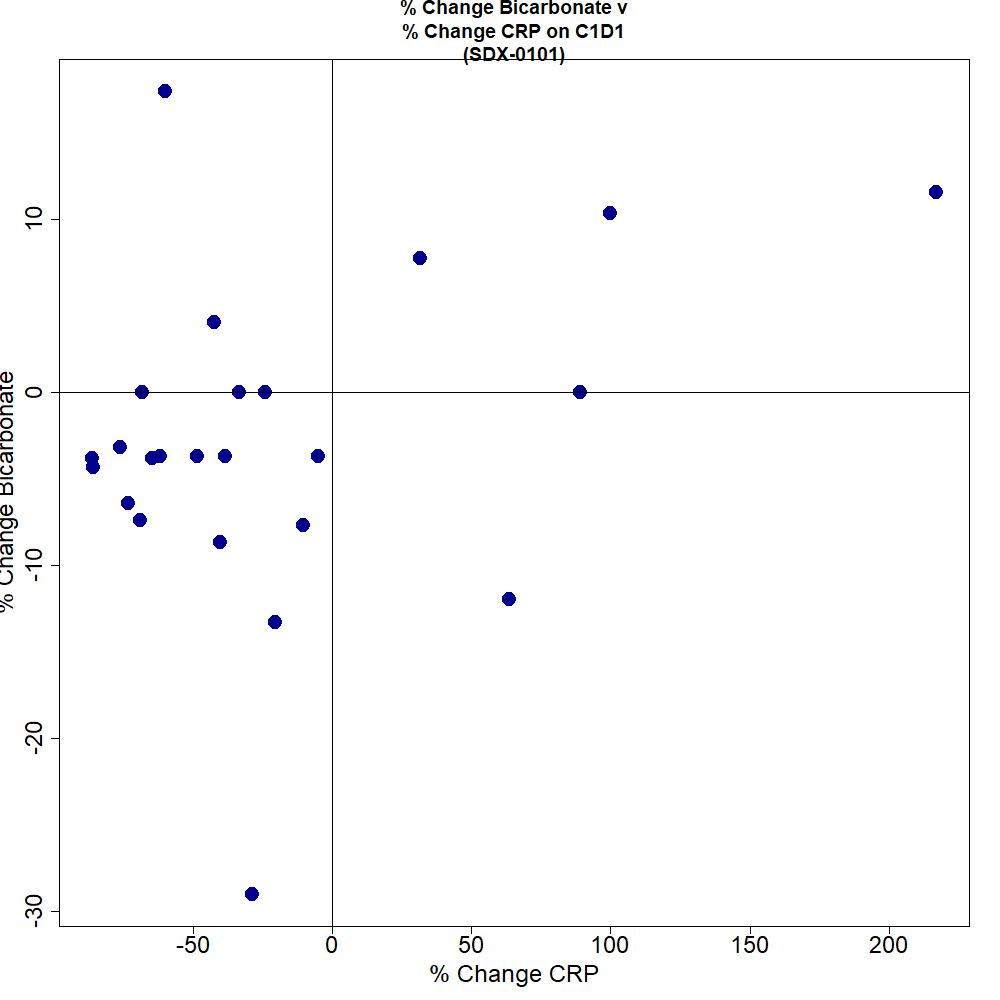 % Change Bicarbonate v
% Change CRP on C1D1
(SDX-0101)
% Change Bicarbonate
10
0
-10
-20
-30
-50
0
50
100
150
200
% Change CRP